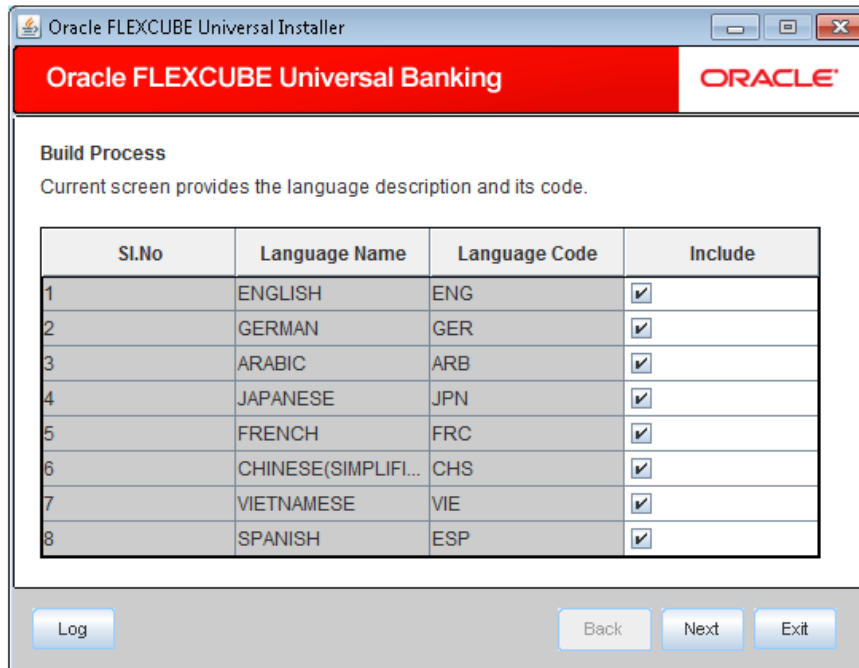 Oracle FLEXCUBE Universal Installer
Oracle FLEXCUBE Universal Banking
ORACLE
Build Process
Current screen provides the language description and its code.
Sl.No Language Name Language Code Include
1 ENGLISH ENG
2 GERMAN GER
3 ARABIC ARB
4 JAPANESE JPN
5 FRENCH FRC
6 CHINESE(SIMPLIFI... CHS
7 VIETNAMESE VIE
8 SPANISH ESP
Log Back Next Exit